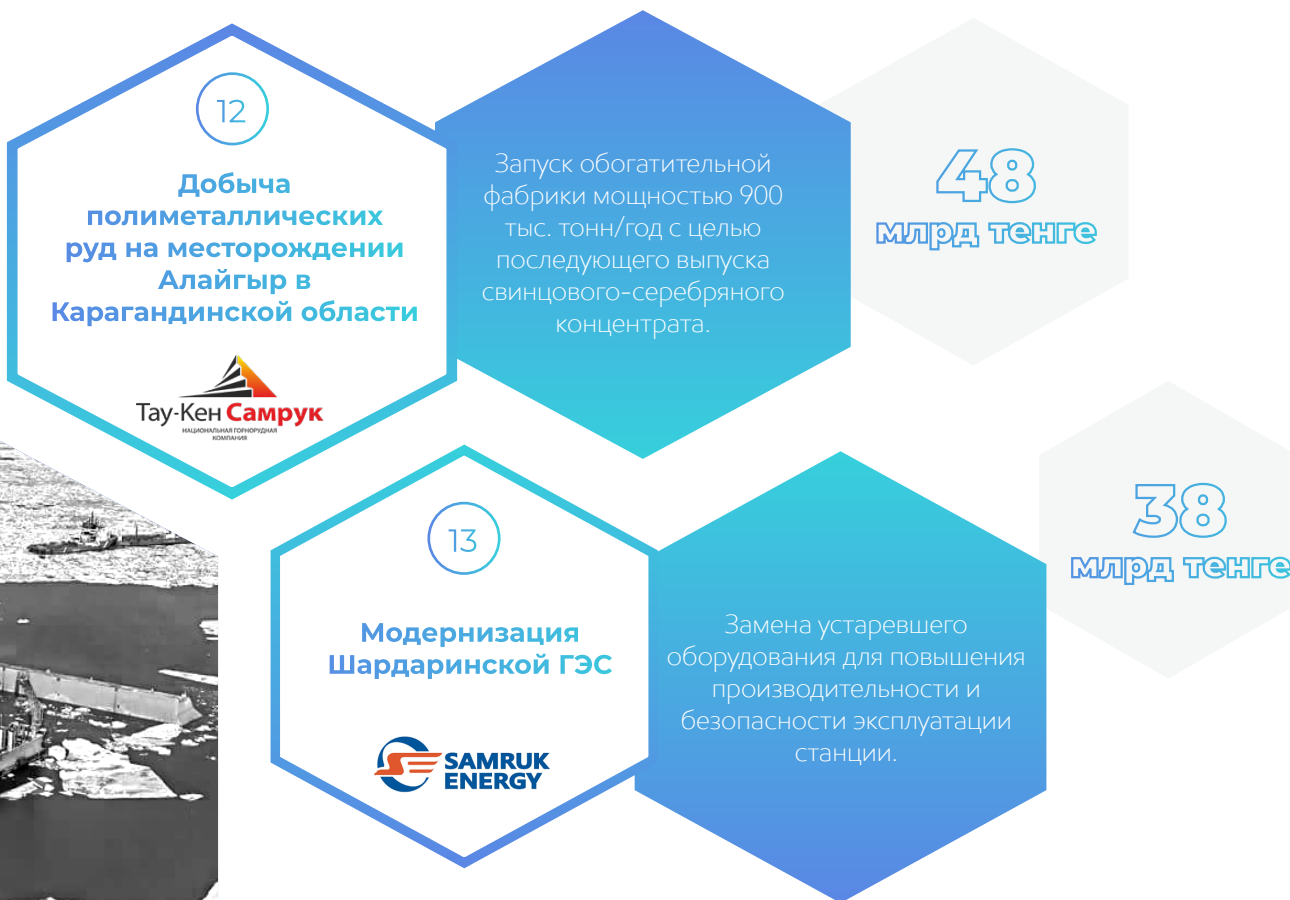 12
Добыча
полиметаллических
руд на месторождении
Алайгыр в
Карагандинской области
Тау-Кен Самрук
НАЦИОНАЛЬНАЯ ГОРНОРУДНАЯ
КОМПАНИЯ
Запуск обогатительной
фабрики мощностью 900
тыс. тонн/год с целью
последующего выпуска
свинцового-серебряного
концентрата.
48
млрд тенге
13
Модернизация
Шардаринской ГЭС
SAMRUK
ENERGY
Замена устаревшего
оборудования для повышения
производительности и
безопасности эксплуатации
станции.
38
млрд тенге